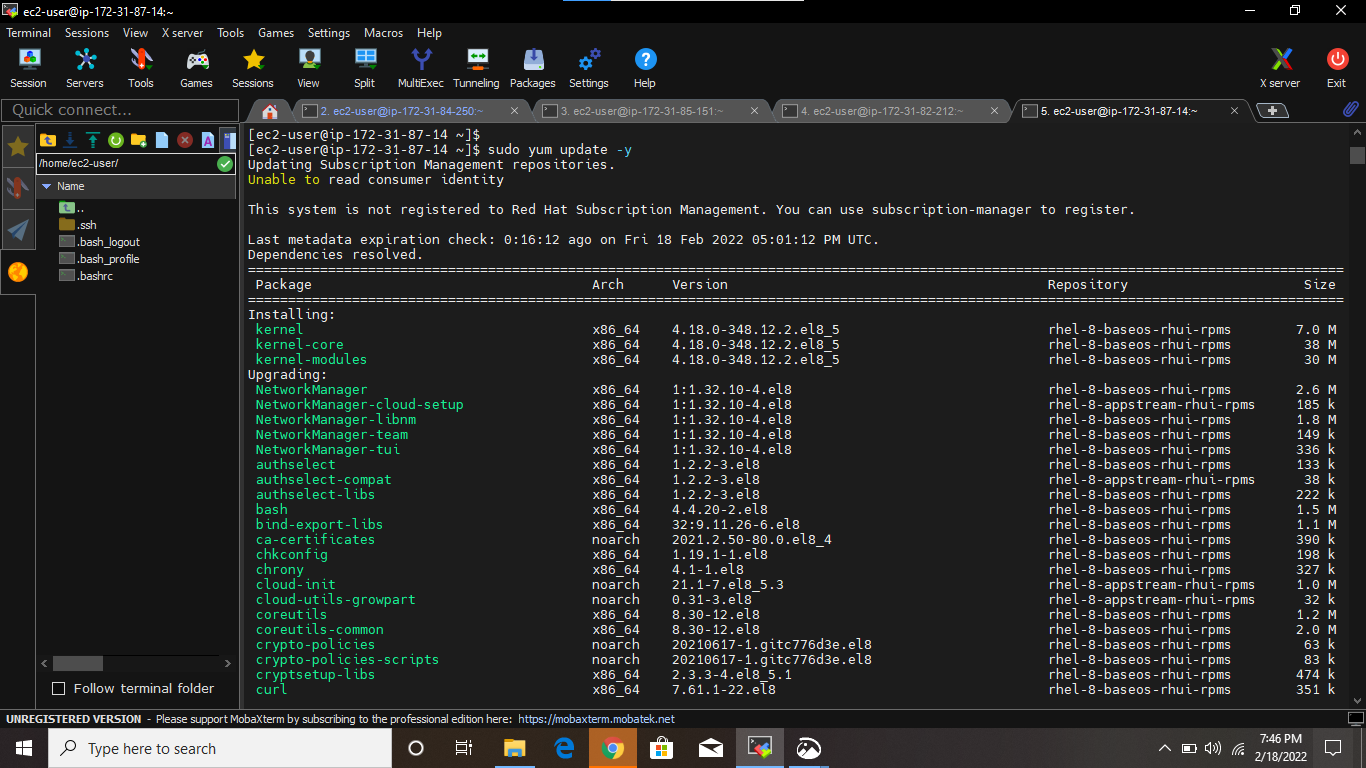 ec2-user@ip-172-31-87-14:~
Terminal Sessions View X server Tools Games Settings Macros Help
Session Servers Tools Games Sessions View Split MultiExec Tunneling Packages Settings Help X server Exit
Quick connect...
2. ec2-user@ip-172-31-84-250:~ 3. ec2-user@ip-172-31-85-151:~ 4. ec2-user@ip-172-31-82-212:~ 5. ec2-user@ip-172-31-87-14:~
/home/ec2-user/
Name
..
.ssh
.bash_logout
.bash_profile
.bashrc
Follow terminal folder
[ec2-user@ip-172-31-87-14 ~]$
[ec2-user@ip-172-31-87-14 ~]$ sudo yum update -y
Updating Subscription Management repositories.
Unable to read consumer identity
This system is not registered to Red Hat Subscription Management. You can use subscription-manager to register.
Last metadata expiration check: 0:16:12 ago on Fri 18 Feb 2022 05:01:12 PM UTC.
Dependencies resolved.
Package Arch Version Repository Size
Installing:
kernel x86_64 4.18.0-348.12.2.el8_5 rhel-8-baseos-rhui-rpms 7.0 M
kernel-core x86_64 4.18.0-348.12.2.el8_5 rhel-8-baseos-rhui-rpms 38 M
kernel-modules x86_64 4.18.0-348.12.2.el8_5 rhel-8-baseos-rhui-rpms 30 M
Upgrading:
NetworkManager x86_64 1:1.32.10-4.el8 rhel-8-baseos-rhui-rpms 2.6 M
NetworkManager-cloud-setup x86_64 1:1.32.10-4.el8 rhel-8-appstream-rhui-rpms 185 k
NetworkManager-libnm x86_64 1:1.32.10-4.el8 rhel-8-baseos-rhui-rpms 1.8 M
NetworkManager-team x86_64 1:1.32.10-4.el8 rhel-8-baseos-rhui-rpms 149 k
NetworkManager-tui x86_64 1:1.32.10-4.el8 rhel-8-baseos-rhui-rpms 336 k
authselect x86_64 1.2.2-3.el8 rhel-8-baseos-rhui-rpms 133 k
authselect-compat x86_64 1.2.2-3.el8 rhel-8-appstream-rhui-rpms 38 k
authselect-libs x86_64 1.2.2-3.el8 rhel-8-baseos-rhui-rpms 222 k
bash x86_64 4.4.20-2.el8 rhel-8-baseos-rhui-rpms 1.5 M
bind-export-libs x86_64 32:9.11.26-6.el8 rhel-8-baseos-rhui-rpms 1.1 M
ca-certificates noarch 2021.2.50-80.0.el8_4 rhel-8-baseos-rhui-rpms 390 k
chkconfig x86_64 1.19.1-1.el8 rhel-8-baseos-rhui-rpms 198 k
chrony x86_64 4.1-1.el8 rhel-8-baseos-rhui-rpms 327 k
cloud-init noarch 21.1-7.el8_5.3 rhel-8-appstream-rhui-rpms 1.0 M
cloud-utils-growpart noarch 0.31-3.el8 rhel-8-appstream-rhui-rpms 32 k
coreutils x86_64 8.30-12.el8 rhel-8-baseos-rhui-rpms 1.2 M
coreutils-common x86_64 8.30-12.el8 rhel-8-baseos-rhui-rpms 2.0 M
crypto-policies noarch 20210617-1.gitc776d3e.el8 rhel-8-baseos-rhui-rpms 63 k
crypto-policies-scripts noarch 20210617-1.gitc776d3e.el8 rhel-8-baseos-rhui-rpms 83 k
cryptsetup-libs x86_64 2.3.3-4.el8_5.1 rhel-8-baseos-rhui-rpms 474 k
curl x86_64 7.61.1-22.el8 rhel-8-baseos-rhui-rpms 351 k
UNREGISTERED VERSION - Please support MobaXterm by subscribing to the professional edition here: https://mobaxterm.mobatek.net
Type here to search
7:46 PM
2/18/2022